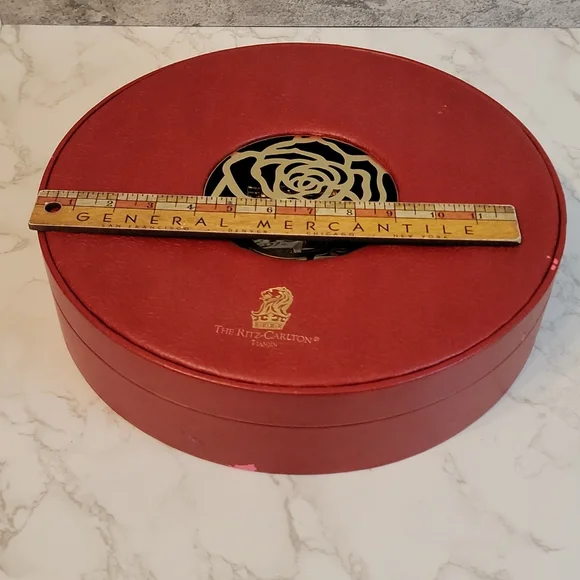 2 3 4 5 6 7 8 9 10 11
GENERAL MERCANTILE
SAN FRANCISCO DENVER CHICAGO NEW YORK
THE RITZ-CARLTON®
TIANJIN